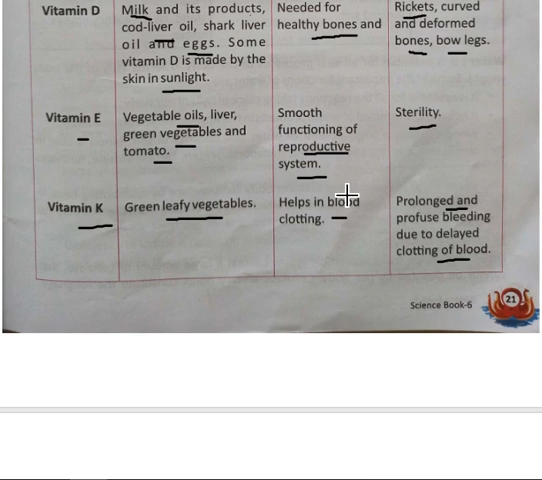 Vitamin D
Milk and its products,
cod-liver oil, shark liver
oil and eggs. Some
vitamin D is made by the
skin in sunlight.
Needed for
healthy bones and
Rickets, curved
and deformed
bones, bow legs.
Vitamin E
Vegetable oils, liver,
green vegetables and
tomato.
Smooth
functioning of
reproductive
system.
Sterility.
Vitamin K
Green leafy vegetables.
Helps in blood
clotting.
Prolonged and
profuse bleeding
due to delayed
clotting of blood.
Science Book-6
21